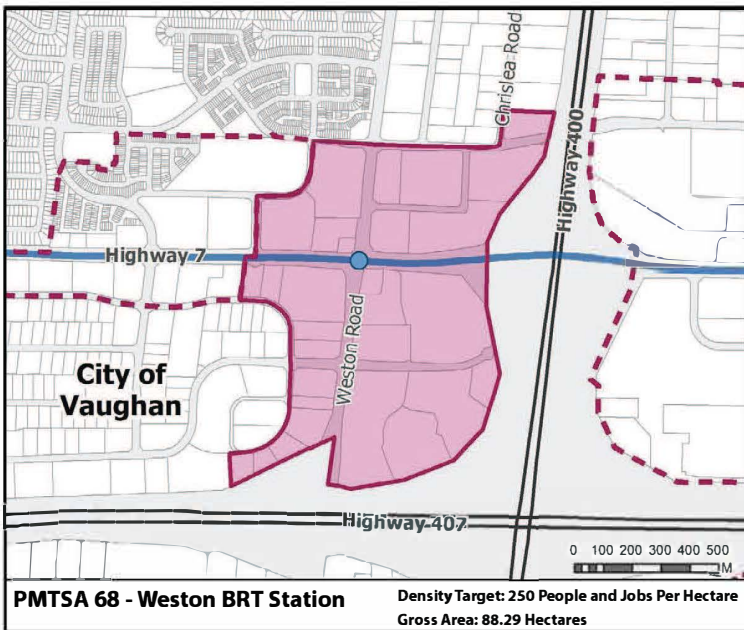 Chrislea Road
Highway 400
Highway 7
Weston Road
City of
Vaughan
Highway 407
0 100 200 300 400 500
M
PMTSA 68 - Weston BRT Station
Density Target: 250 People and Jobs Per Hectare
Gross Area: 88.29 Hectares